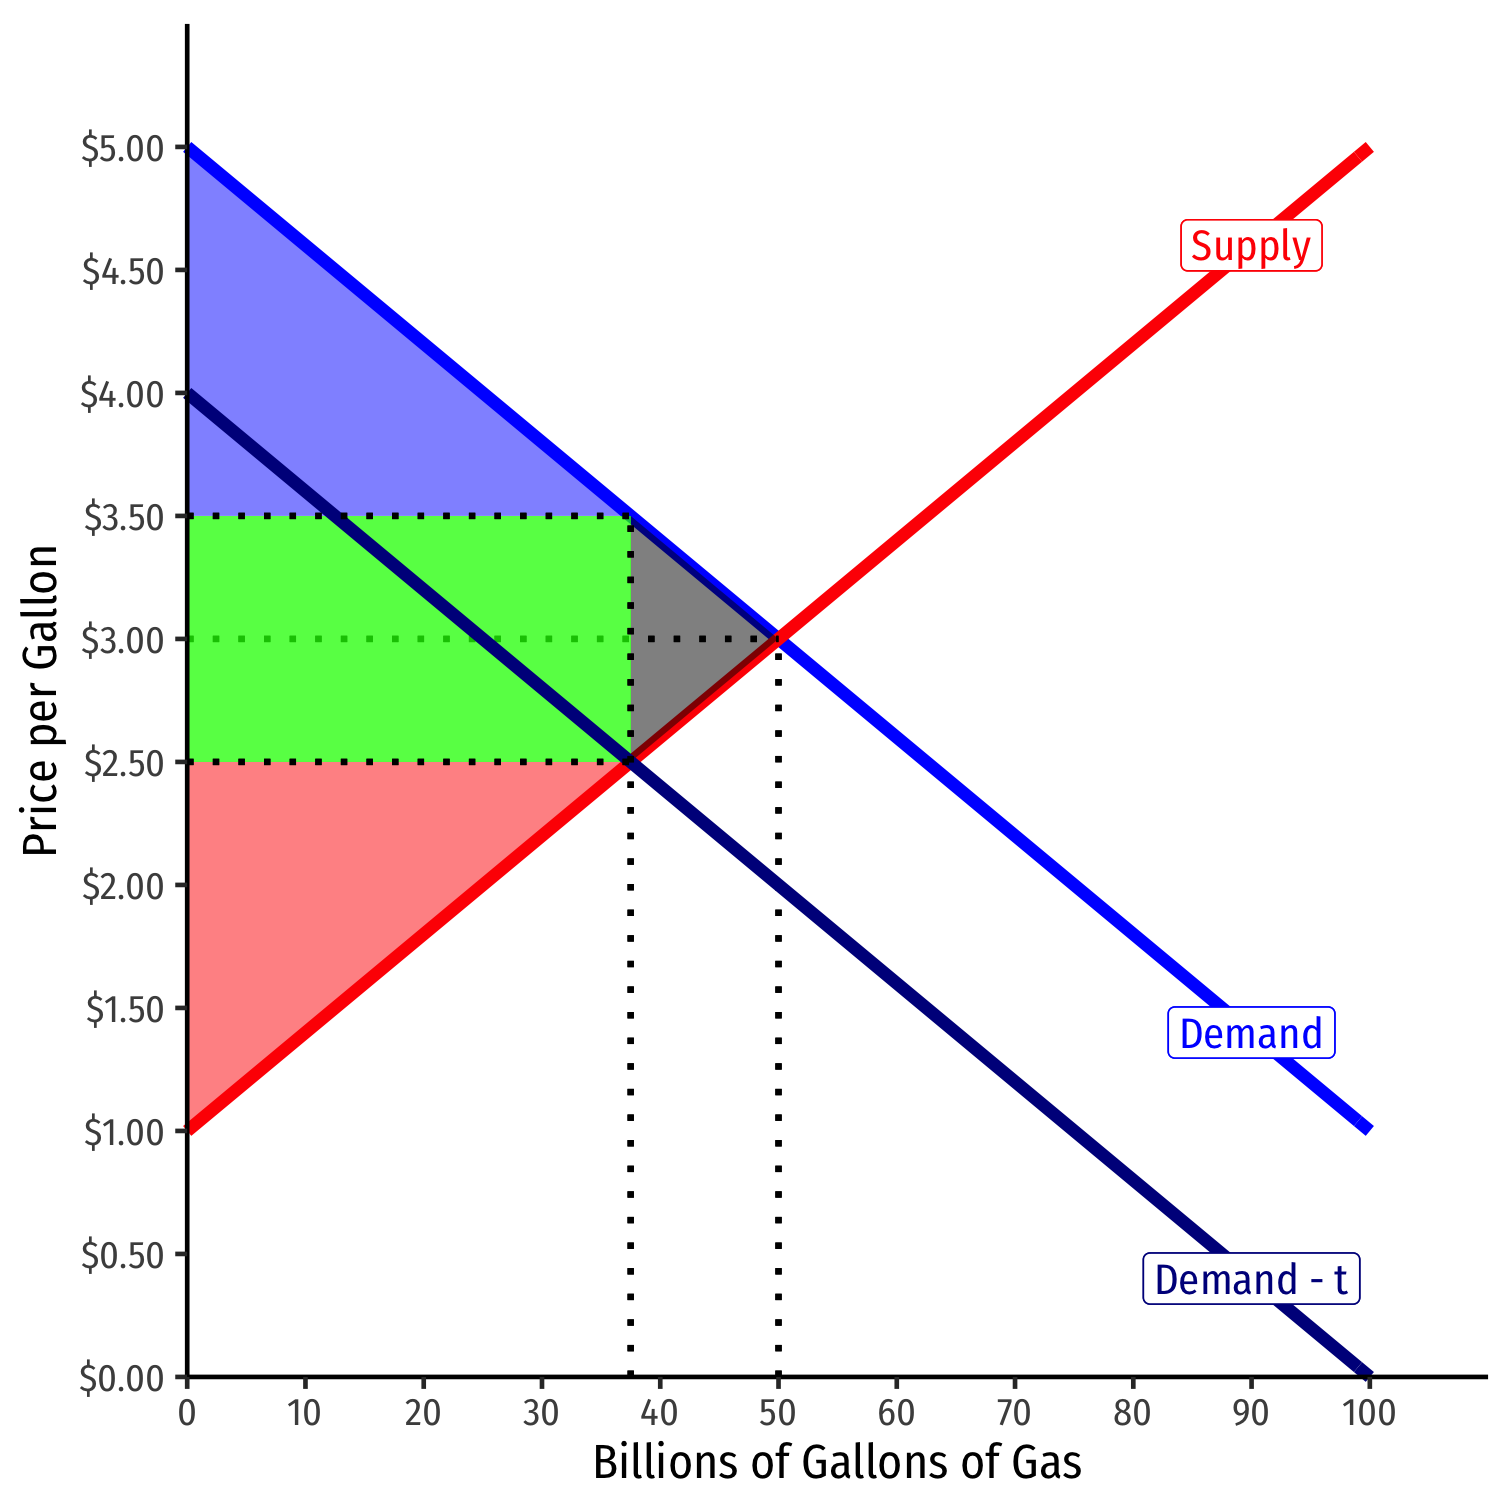 Price per Gallon
$5.00
$4.50
$4.00
$3.50
$3.00
$2.50
$2.00
$1.50
$1.00
$0.50
$0.00
Supply
Demand
Demand - t
0 10 20 30 40 50 60 70 80 90 100
Billions of Gallons of Gas